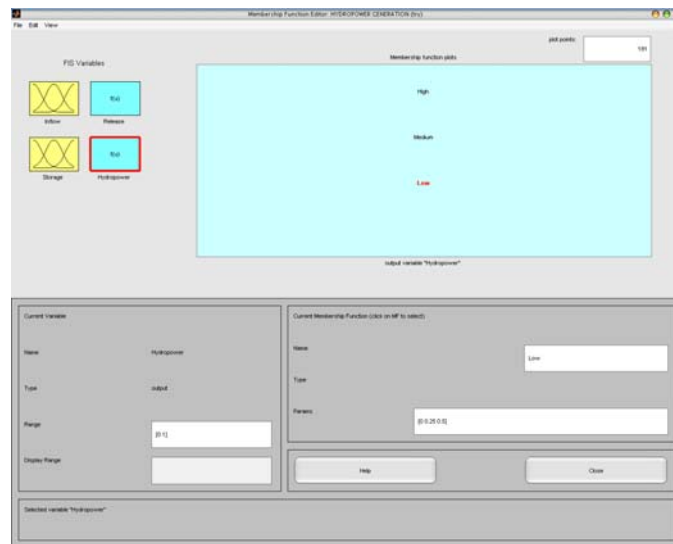 Membership Function Editor: HYDROPOWER GENERATION (try)
File Edit View
FIS Variables
plot points:
181
Membership function plots
f(u)
Inflow
Release
f(u)
Storage
Hydropower
High
Medium
Low
output variable "Hydropower"
Current Variable
Name
Hydropower
Type
output
Range
[0 1]
Display Range
Current Membership Function (click on MF to select)
Name
Low
Type
Params
[0 0.25 0.5]
Help
Close
Selected variable "Hydropower"